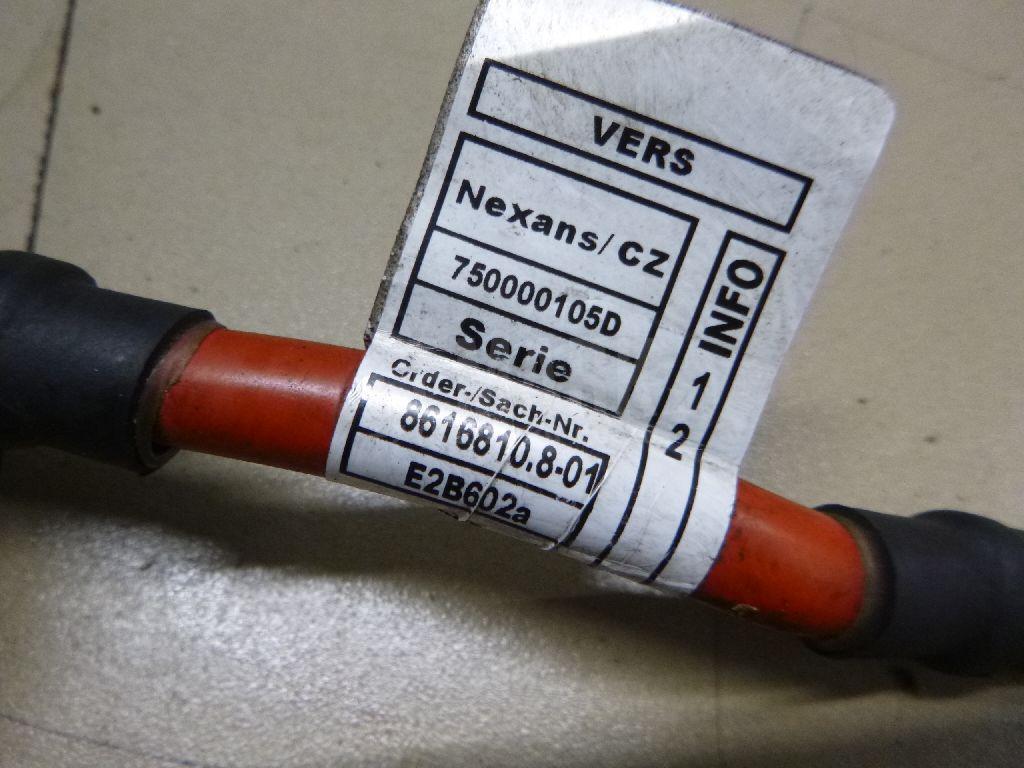 VERS
Nexans/CZ
750000105D
Serie
Order-/Sach-Nr.
8616810.8-01
E2B602a
INFO
1
2